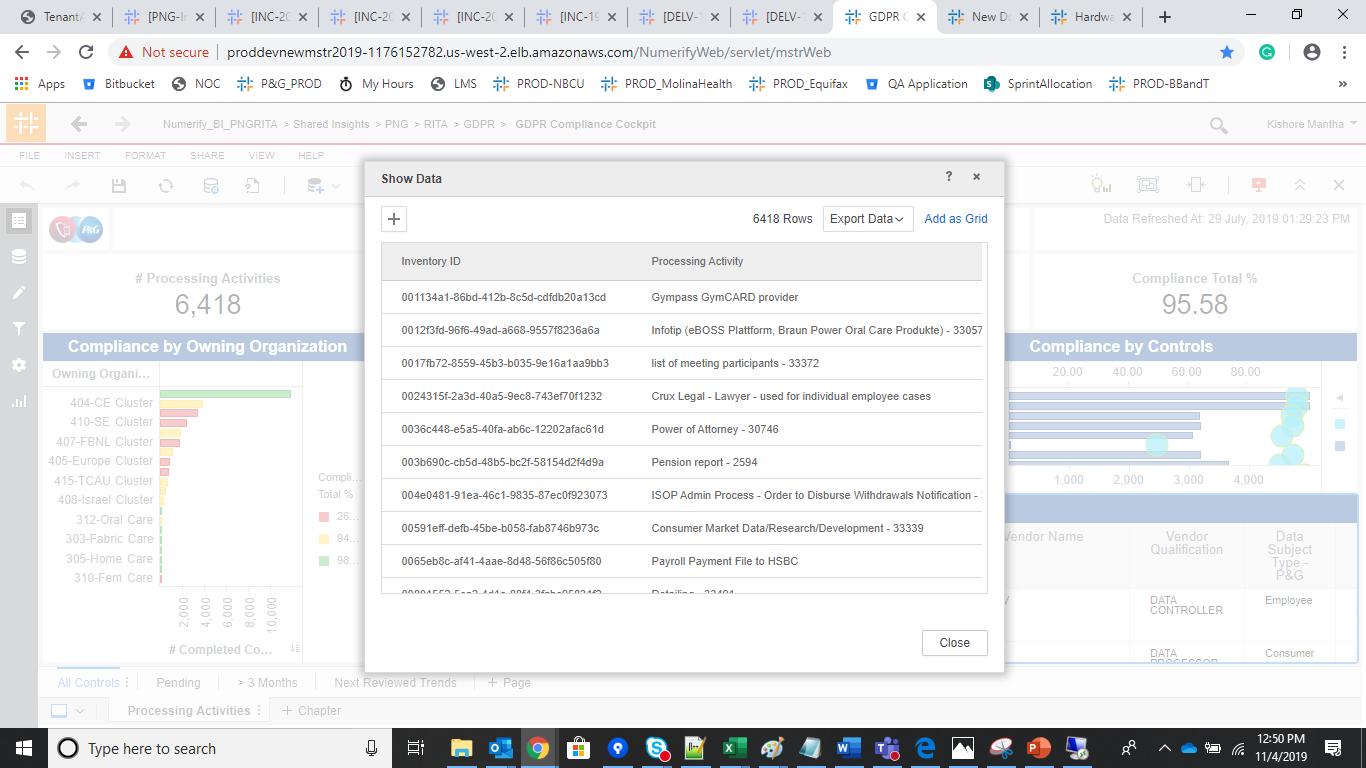 TenantA
[PNG-In
[INC-20
[INC-20
[INC-20
[INC-19
[DELV-1
[DELV-1
GDPR C
New Do
Hardwa
Not secure
proddevnewmstr2019-1176152782.us-west-2.elb.amazonaws.com/NumerifyWeb/servlet/mstrWeb
Apps Bitbucket NOC P&G_PROD My Hours LMS PROD-NBCU PROD_MolinaHealth PROD_Equifax QA Application SprintAllocation PROD-BBandT »
Numerify_BI_PNGRITA > Shared Insights > PNG > RITA > GDPR > GDPR Compliance Cockpit
Kishore Mantha
FILE INSERT FORMAT SHARE VIEW HELP
Show Data ? ×
6418 Rows Export Data Add as Grid
Inventory ID Processing Activity
001134a1-86bd-412b-8c5d-cdfdb20a13cd Gympass GymCARD provider
0012f3fd-96f6-49ad-a668-9557f8236a6a Infotip (eBOSS Plattform, Braun Power Oral Care Produkte) - 33057
0017fb72-8559-45b3-b035-9e16a1aa9bb3 list of meeting participants - 33372
0024315f-2a3d-40a5-9ec8-743ef70f1232 Crux Legal - Lawyer - used for individual employee cases
0036c448-e5a5-40fa-ab6c-12202afac61d Power of Attorney - 30746
003b690c-cb5d-48b5-bc2f-58154d2f4d9a Pension report - 2594
004e0481-91ea-46c1-9835-87ec0f923073 ISOP Admin Process - Order to Disburse Withdrawals Notification -
00591eff-defb-45be-b058-fab8746b973c Consumer Market Data/Research/Development - 33339
0065eb8c-af41-4aae-8d48-56f86c505f80 Payroll Payment File to HSBC
Close
P&G
Data Refreshed At: 29 July, 2019 01:29:23 PM
# Processing Activities
6,418
Compliance Total %
95.58
Compliance by Owning Organization
Owning Organi...
404-CE Cluster
410-SE Cluster
407-FBNL Cluster
405-Europe Cluster
415-TCAU Cluster
408-Israel Cluster
312-Oral Care
303-Fabric Care
305-Home Care
310-Fem Care
2,000 4,000 6,000 8,000 10,000
# Completed Co...
Compli...
Total %
26...
94...
98...
Compliance by Controls
20.00 40.00 60.00 80.00
1,000 2,000 3,000 4,000
Vendor Name
Vendor
Qualification
Data
Subject
Type -
P&G
DATA
CONTROLLER
Employee
DATA
PROCESSOR
Consumer
All Controls Pending > 3 Months Next Reviewed Trends + Page
Processing Activities + Chapter
Type here to search
12:50 PM
11/4/2019